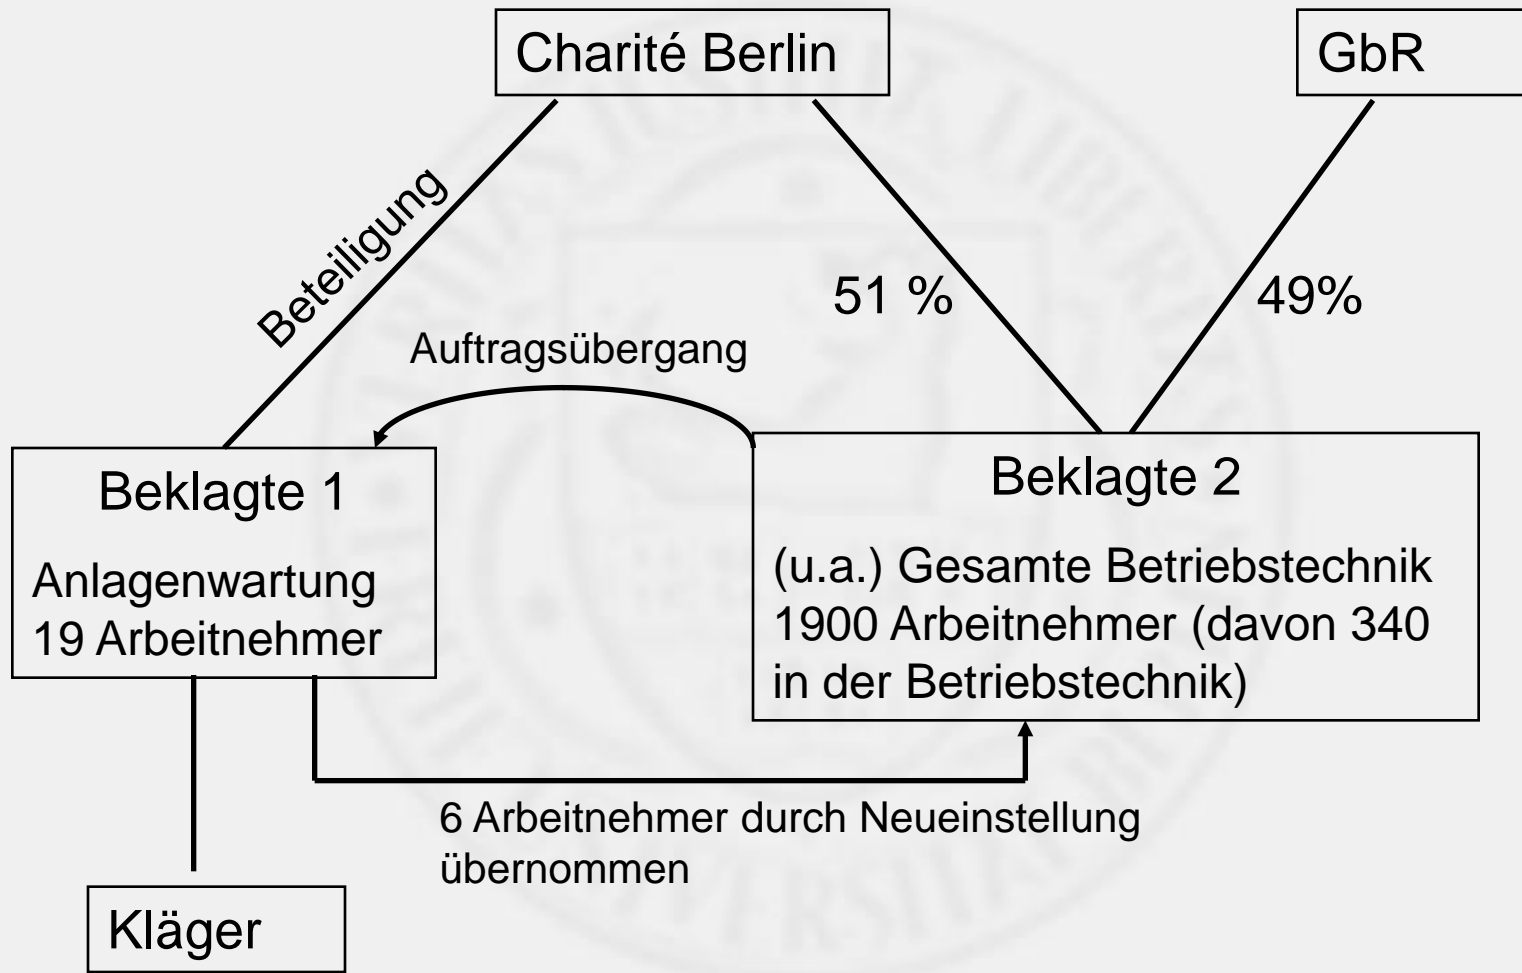 Charité Berlin
GbR
Beteiligung
51 %
49%
Auftragsübergang
Beklagte 1
Anlagenwartung
19 Arbeitnehmer
Beklagte 2
(u.a.) Gesamte Betriebstechnik
1900 Arbeitnehmer (davon 340
in der Betriebstechnik)
6 Arbeitnehmer durch Neueinstellung
übernommen
Kläger